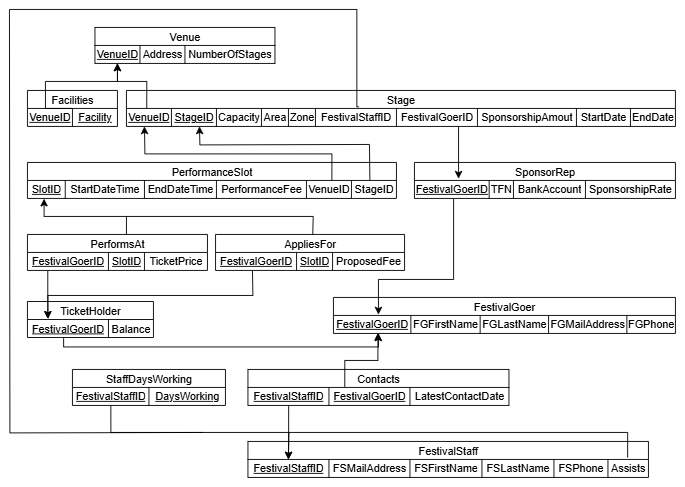 Venue
VenueID Address NumberOfStages
Facilities
VenueID Facility
Stage
VenueID StageID Capacity Area Zone FestivalStaffID FestivalGoerID SponsorshipAmout StartDate EndDate
PerformanceSlot
SlotID StartDateTime EndDateTime PerformanceFee VenueID StageID
SponsorRep
FestivalGoerID TFN BankAccount SponsorshipRate
PerformsAt
FestivalGoerID SlotID TicketPrice
AppliesFor
FestivalGoerID SlotID ProposedFee
TicketHolder
FestivalGoerID Balance
FestivalGoer
FestivalGoerID FGFirstName FGLastName FGMailAddress FGPhone
StaffDaysWorking
FestivalStaffID DaysWorking
Contacts
FestivalStaffID FestivalGoerID LatestContactDate
FestivalStaff
FestivalStaffID FSMailAddress FSFirstName FSLastName FSPhone Assists